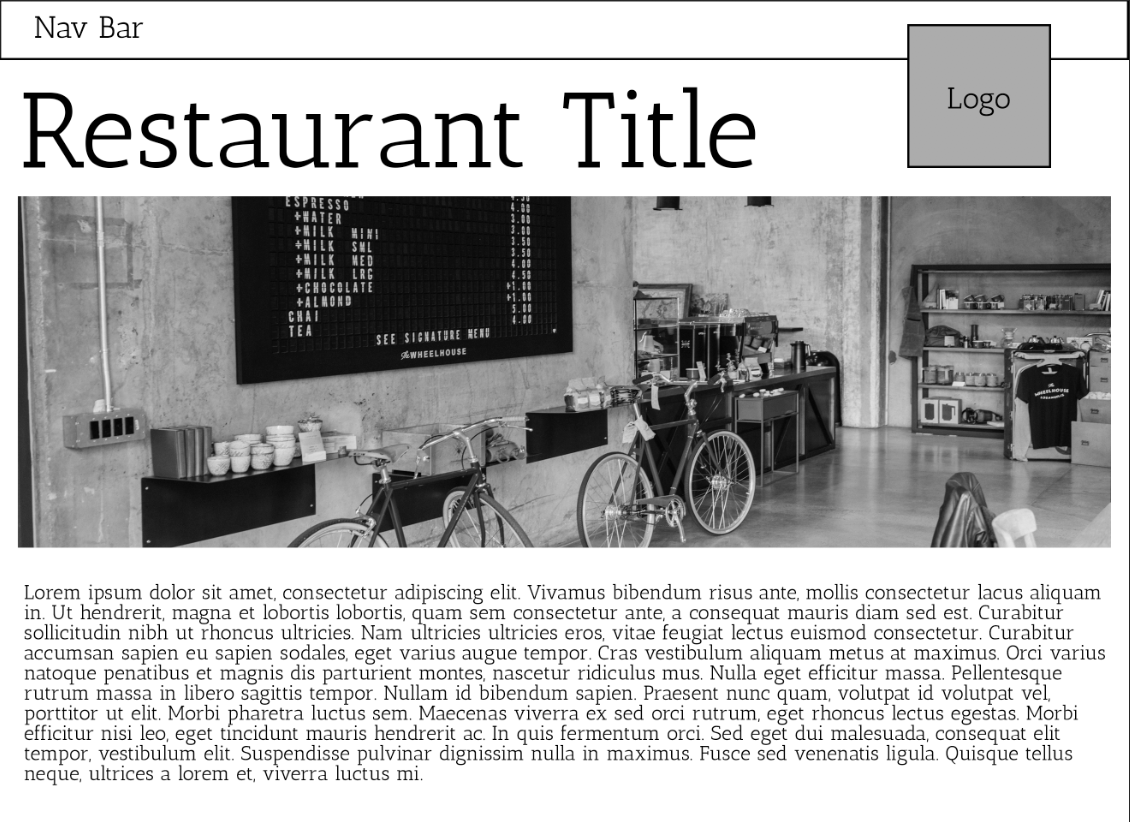 Nav Bar
Logo
Restaurant Title
ESPRESSO
+WATER 4.00
+MILK MINI 3.00
+MILK SML 3.50
+MILK MED 3.50
+MILK LRG 4.00
+CHOCOLATE 4.50
+ALMOND +1.00
CHAI +1.00
TEA 5.00
4.00
SEE SIGNATURE MENU
The WHEELHOUSE
THE
WHEELHOUSE
Lorem ipsum dolor sit amet, consectetur adipiscing elit. Vivamus bibendum risus ante, mollis consectetur lacus aliquam
in. Ut hendrerit, magna et lobortis lobortis, quam sem consectetur ante, a consequat mauris diam sed est. Curabitur
sollicitudin nibh ut rhoncus ultricies. Nam ultricies ultricies eros, vitae feugiat lectus euismod consectetur. Curabitur
accumsan sapien eu sapien sodales, eget varius augue tempor. Cras vestibulum aliquam metus at maximus. Orci varius
natoque penatibus et magnis dis parturient montes, nascetur ridiculus mus. Nulla eget efficitur massa. Pellentesque
rutrum massa in libero sagittis tempor. Nullam id bibendum sapien. Praesent nunc quam, volutpat id volutpat vel,
porttitor ut elit. Morbi pharetra luctus sem. Maecenas viverra ex sed orci rutrum, eget rhoncus lectus egestas. Morbi
efficitur nisi leo, eget tincidunt mauris hendrerit ac. In quis fermentum orci. Sed eget dui malesuada, consequat elit
tempor, vestibulum elit. Suspendisse pulvinar dignissim nulla in maximus. Fusce sed venenatis ligula. Quisque tellus
neque, ultrices a lorem et, viverra luctus mi.